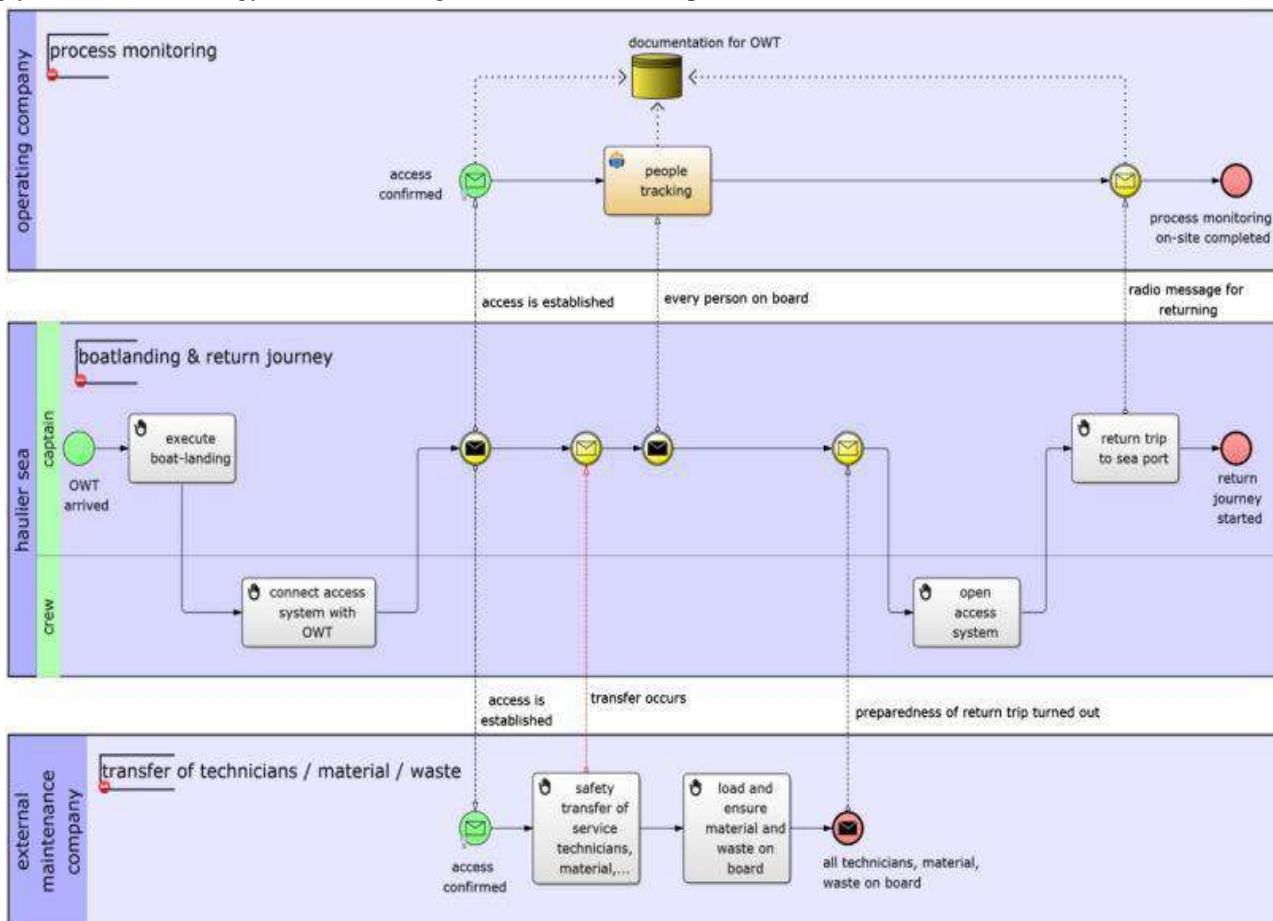 operating company
process monitoring
documentation for OWT
access
confirmed
people
tracking
process monitoring
on-site completed
access is established
every person on board
radio message for
returning
haulier sea
captain
crew
boatlanding & return journey
OWT
arrived
execute
boat-landing
return trip
to sea port
return
journey
started
connect access
system with
OWT
open
access
system
access is
established
transfer occurs
preparedness of return trip turned out
external
maintenance
company
transfer of technicians / material / waste
access
confirmed
safety
transfer of
service
technicians,
material,...
load and
ensure
material and
waste on
board
all technicians, material,
waste on board